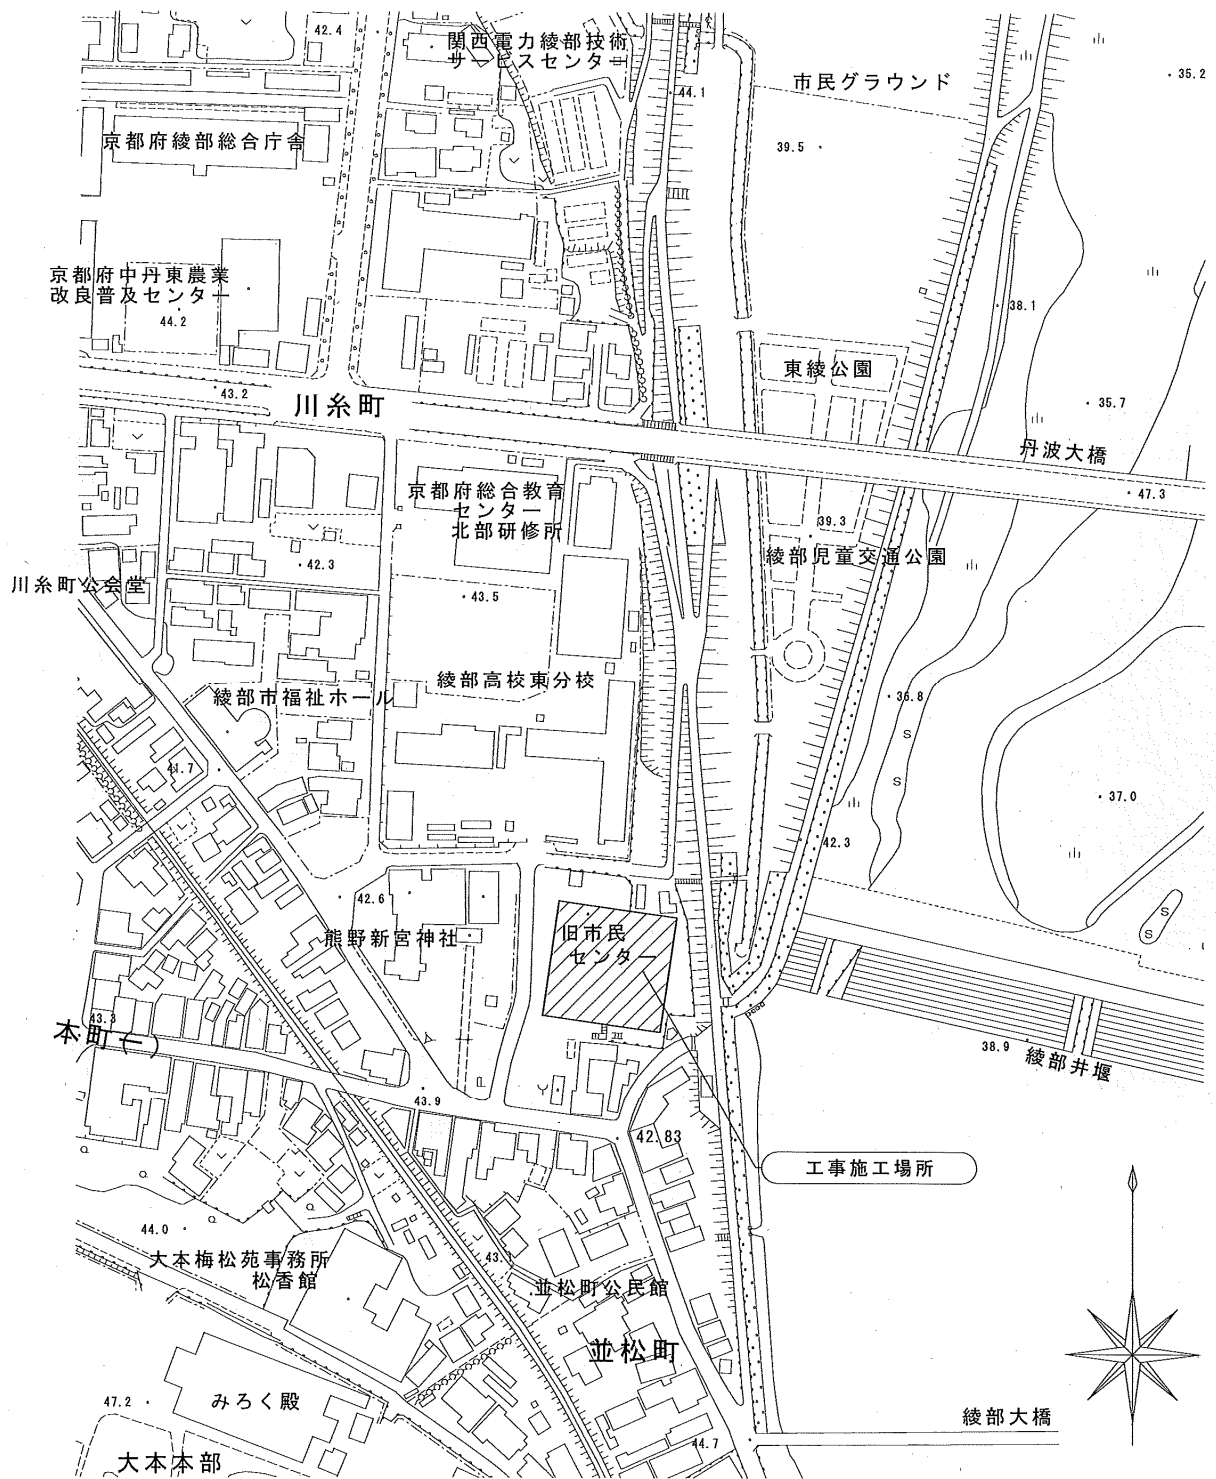 42.4
関西電力綾部技術
サービスセンター
44.1
市民グラウンド
35.2
京都府綾部総合庁舎
39.5
京都府中丹東農業
改良普及センター
44.2
38.1
東綾公園
43.2
川糸町
35.7
丹波大橋
47.3
京都府総合教育
センター
北部研修所
39.3
綾部児童交通公園
42.3
川糸町公会堂
43.5
綾部高校東分校
綾部市福祉ホール
36.8
S
41.7
S
37.0
42.3
42.6
熊野新宮神社
旧市民
センター
S
S
43.3
本町(一)
38.9
綾部井堰
43.9
42.83
工事施工場所
44.0
大本梅松苑事務所
松香館
43.1
並松町公民館
並松町
47.2
みろく殿
綾部大橋
44.7
大本本部